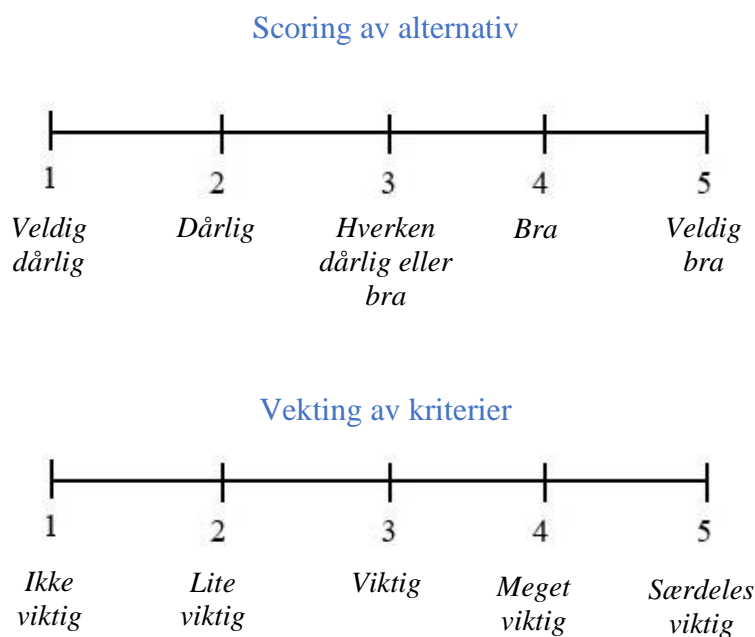 Scoring av alternativ
1 2 3 4 5
Veldig dårlig
Dårlig
Hverken dårlig eller bra
Bra
Veldig bra
Vekting av kriterier
1 2 3 4 5
Ikke viktig
Lite viktig
Viktig
Meget viktig
Særdeles viktig